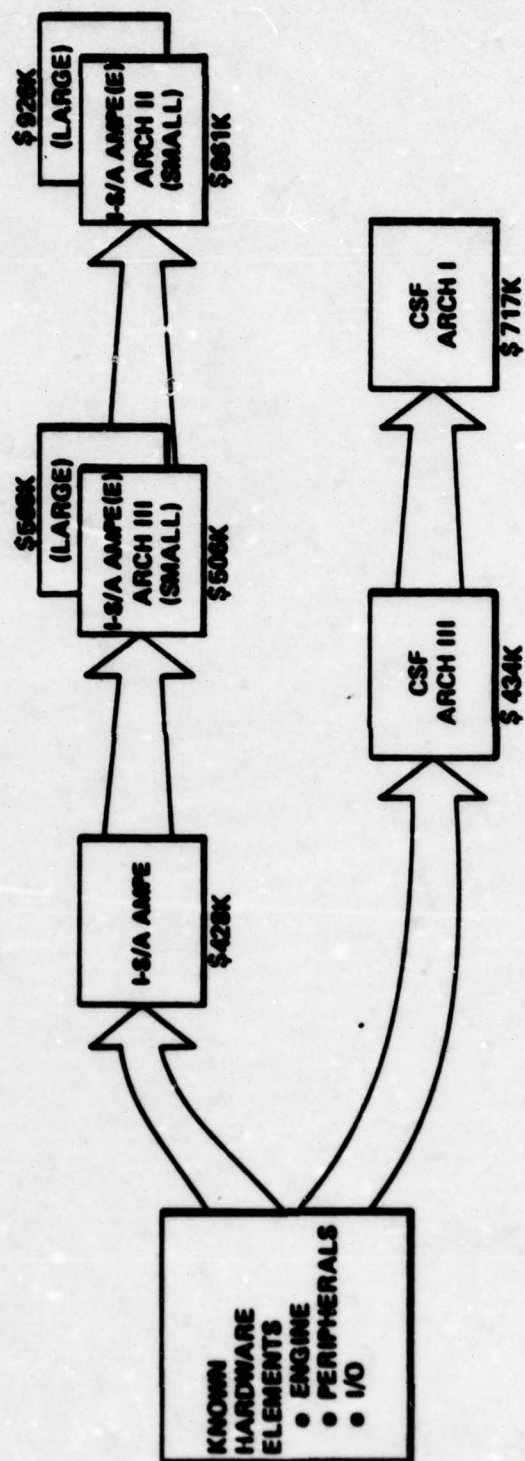 KNOWN
HARDWARE
ELEMENTS
● ENGINE
● PERIPHERALS
● I/O
I-S/A AMPE
(LARGE)
I-S/A AMPE(E)
ARCH III
(SMALL)
$506K
$926K
(LARGE)
I-S/A AMPE(E)
ARCH II
(SMALL)
$861K
CSF
ARCH III
$434K
CSF
ARCH I
$717K